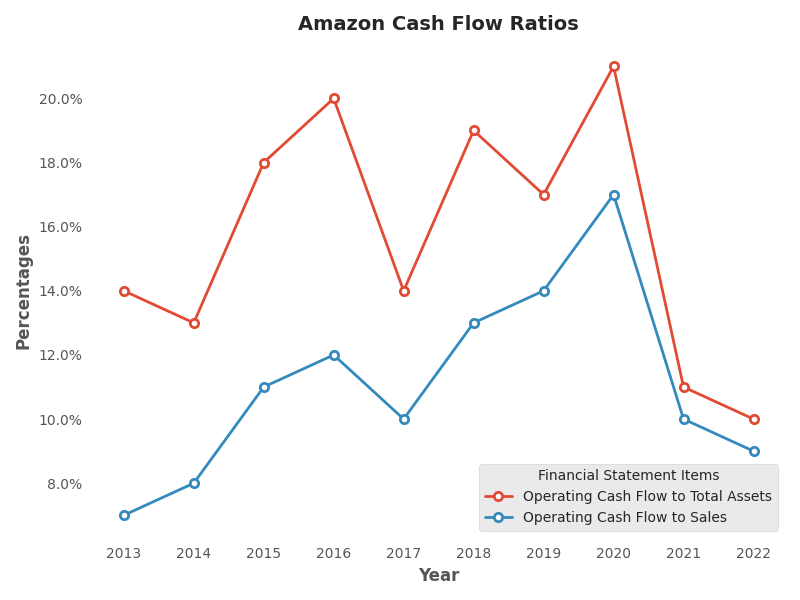 Amazon Cash Flow Ratios
Percentages
20.0%
18.0%
16.0%
14.0%
12.0%
10.0%
8.0%
Financial Statement Items
Operating Cash Flow to Total Assets
Operating Cash Flow to Sales
2013 2014 2015 2016 2017 2018 2019 2020 2021 2022
Year